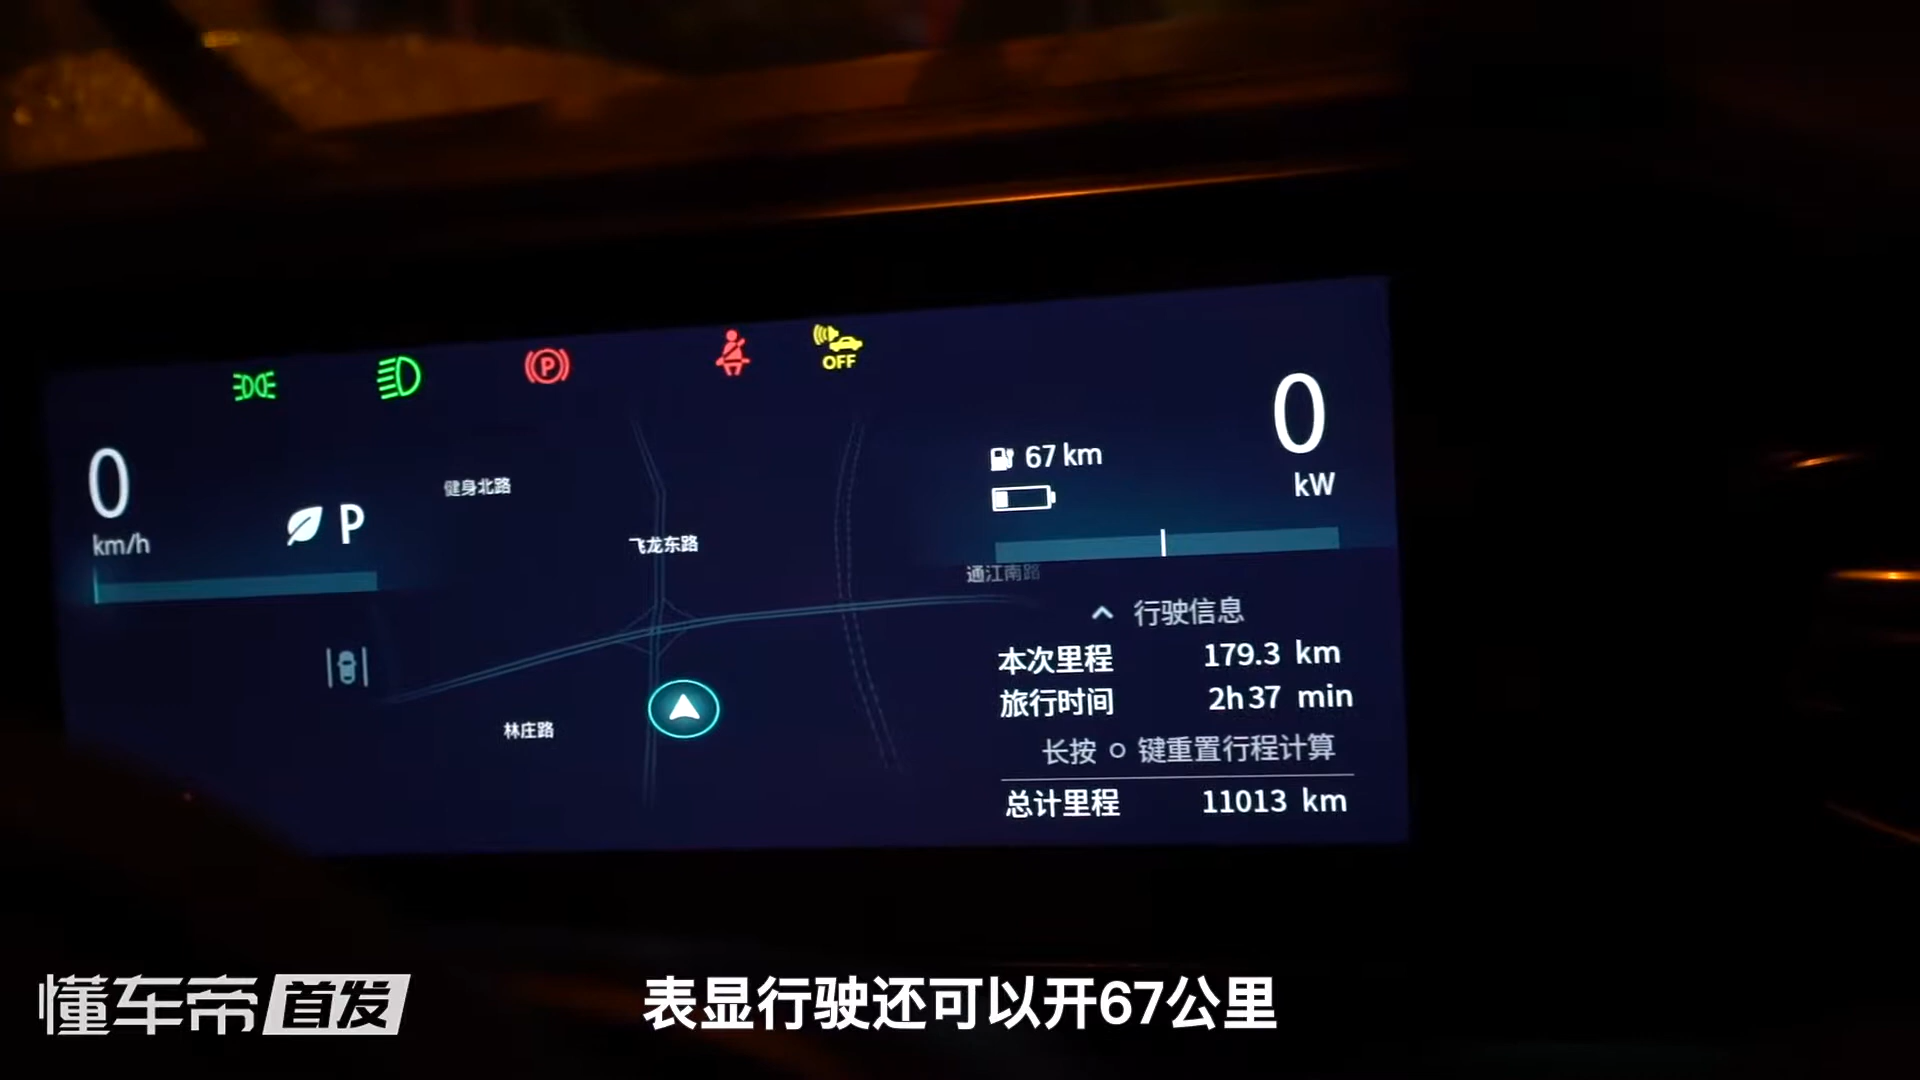 OFF
0
km/h
P
健身北路
飞龙东路
林庄路
通江南路
67 km
0
kW
行驶信息
本次里程 179.3 km
旅行时间 2h37 min
长按 键重置行程计算
总计里程 11013 km
懂车帝 首发
表显行驶还可以开67公里